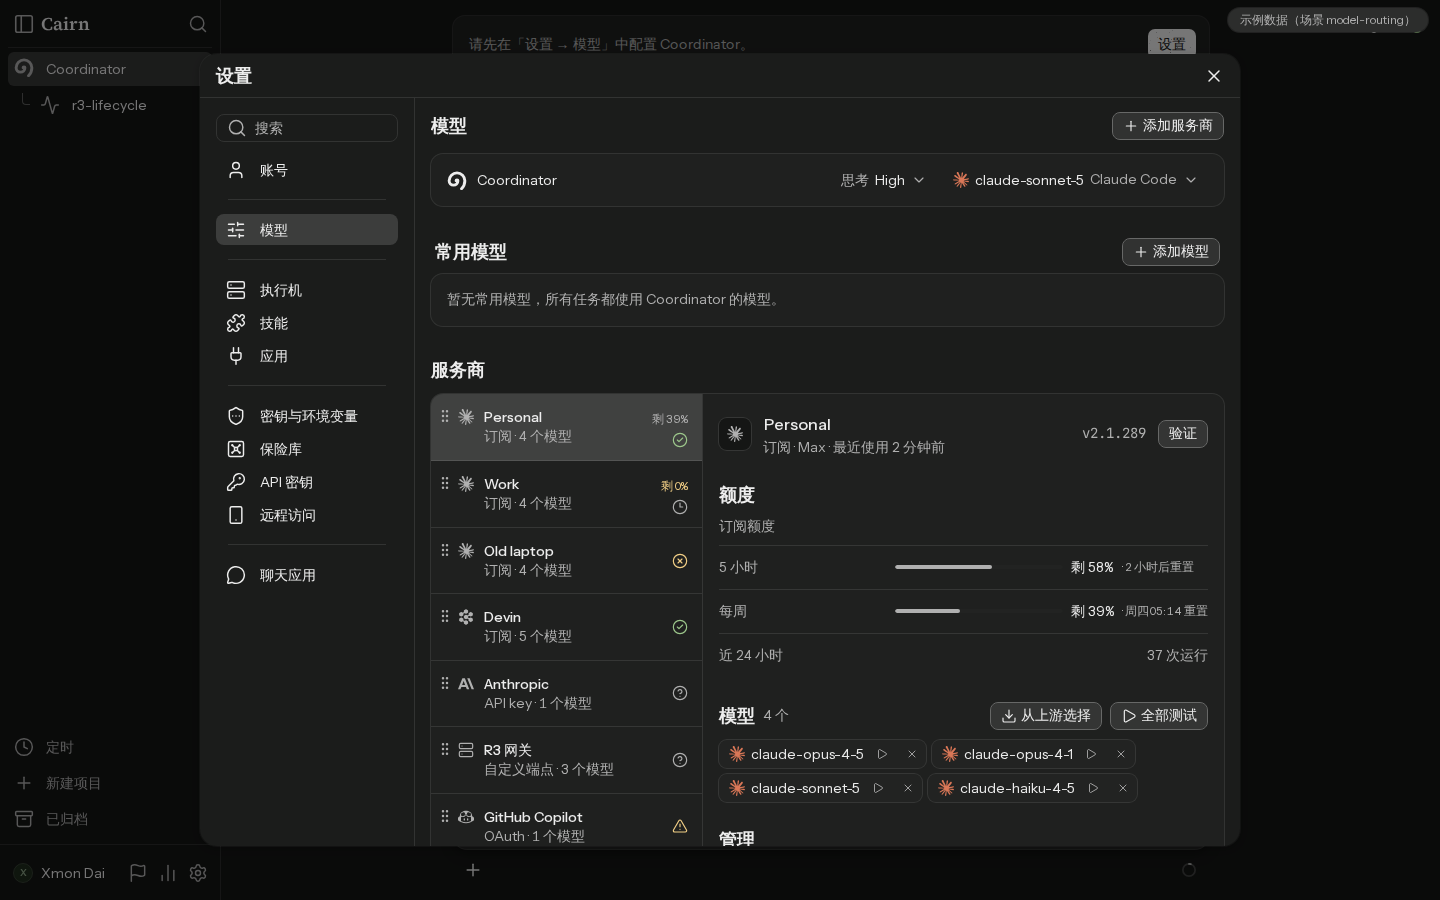 Cairn
示例数据（场景 model-routing）
请先在「设置 → 模型」中配置 Coordinator。
设置
Coordinator
r3-lifecycle
定时
新建项目
已归档
X Xmon Dai
设置
搜索
账号
模型
执行机
技能
应用
密钥与环境变量
保险库
API 密钥
远程访问
聊天应用
模型
添加服务商
Coordinator 思考 High claude-sonnet-5 Claude Code
常用模型
添加模型
暂无常用模型，所有任务都使用 Coordinator 的模型。
服务商
Personal 剩 39%
订阅 · 4 个模型
Work 剩 0%
订阅 · 4 个模型
Old laptop
订阅 · 4 个模型
Devin
订阅 · 5 个模型
Anthropic
API key · 1 个模型
R3 网关
自定义端点 · 3 个模型
GitHub Copilot
OAuth · 1 个模型
Personal
订阅 · Max · 最近使用 2 分钟前
v2.1.289 验证
额度
订阅额度
5 小时 剩 58% · 2 小时后重置
每周 剩 39% · 周四05:14 重置
近 24 小时 37 次运行
模型 4 个 从上游选择 全部测试
claude-opus-4-5 claude-opus-4-1
claude-sonnet-5 claude-haiku-4-5
管理